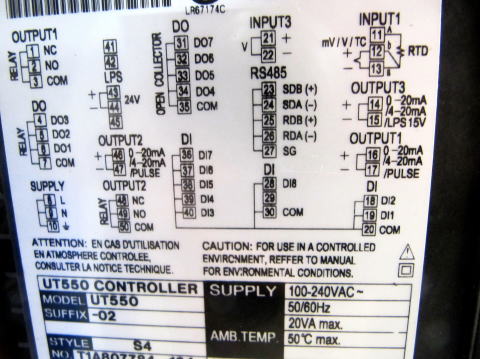 LR67174C
OUTPUT1
RELAY
1 NC
2 NO
3 COM
DO
RELAY
4 DO3
5 DO2
6 DO1
7 COM
SUPPLY
8 L
9 N
10
41
42
LPS
+ 43
- 44 24V
45
OUTPUT2
+ 46 0-20mA
- 47 /4-20mA
/PULSE
OUTPUT2
RELAY
48 NC
49 NO
50 COM
DO
OPEN COLLECTOR
31 DO7
32 DO6
33 DO5
34 DO4
35 COM
DI
36 DI7
37 DI6
38 DI5
39 DI4
40 DI3
INPUT3
V + 21
- 22
RS485
23 SDB (+)
24 SDA (-)
25 RDB (+)
26 RDA (-)
27 SG
DI
28 DI8
29
30 COM
INPUT1
mV / V / TC
11
+ 12
- 13
RTD
OUTPUT3
+ 14 0-20mA
- 15 /4-20mA
/LPS 15V
OUTPUT1
+ 16 0-20mA
- 17 /4-20mA
/PULSE
DI
18 DI2
19 DI1
20 COM
ATTENTION: EN CAS D'UTILISATION
EN ATMOSPHERE CONTROLEE,
CONSULTER LA NOTICE TECHNIQUE.
CAUTION: FOR USE IN A CONTROLLED
ENVIRONMENT, REFFER TO MANUAL
FOR ENVIRONMENTAL CONDITIONS.
UT550 CONTROLLER
MODEL UT550
SUFFIX -02
STYLE S4
NO.
SUPPLY 100-240VAC ~
50/60Hz
20VA max.
AMB.TEMP. 50°C max.